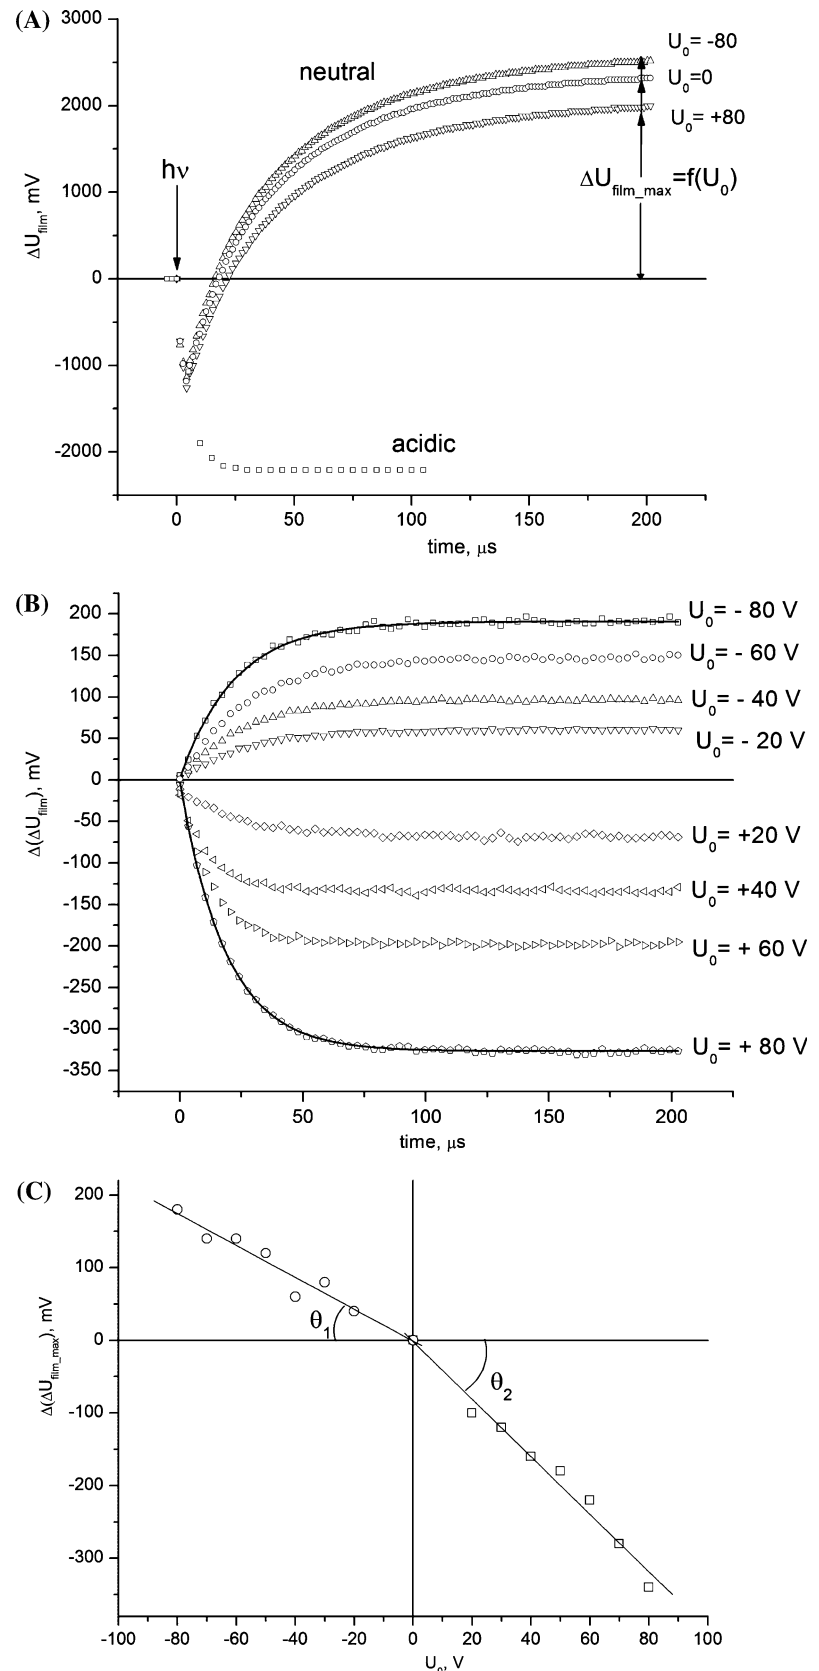 (A)
3000
2000
1000
0
-1000
-2000
ΔU_film, mV
neutral
U₀= -80
U₀=0
U₀= +80
hν
ΔU_film_max=f(U₀)
acidic
0 50 100 150 200
time, μs
(B)
200
150
100
50
0
-50
-100
-150
-200
-250
-300
-350
Δ(ΔU_film), mV
U₀= - 80 V
U₀= - 60 V
U₀= - 40 V
U₀= - 20 V
U₀= +20 V
U₀= +40 V
U₀= + 60 V
U₀= + 80 V
0 50 100 150 200
time, μs
(C)
200
100
0
-100
-200
-300
Δ(ΔU_film_max), mV
θ₁
θ₂
-100 -80 -60 -40 -20 0 20 40 60 80 100
U₀, V